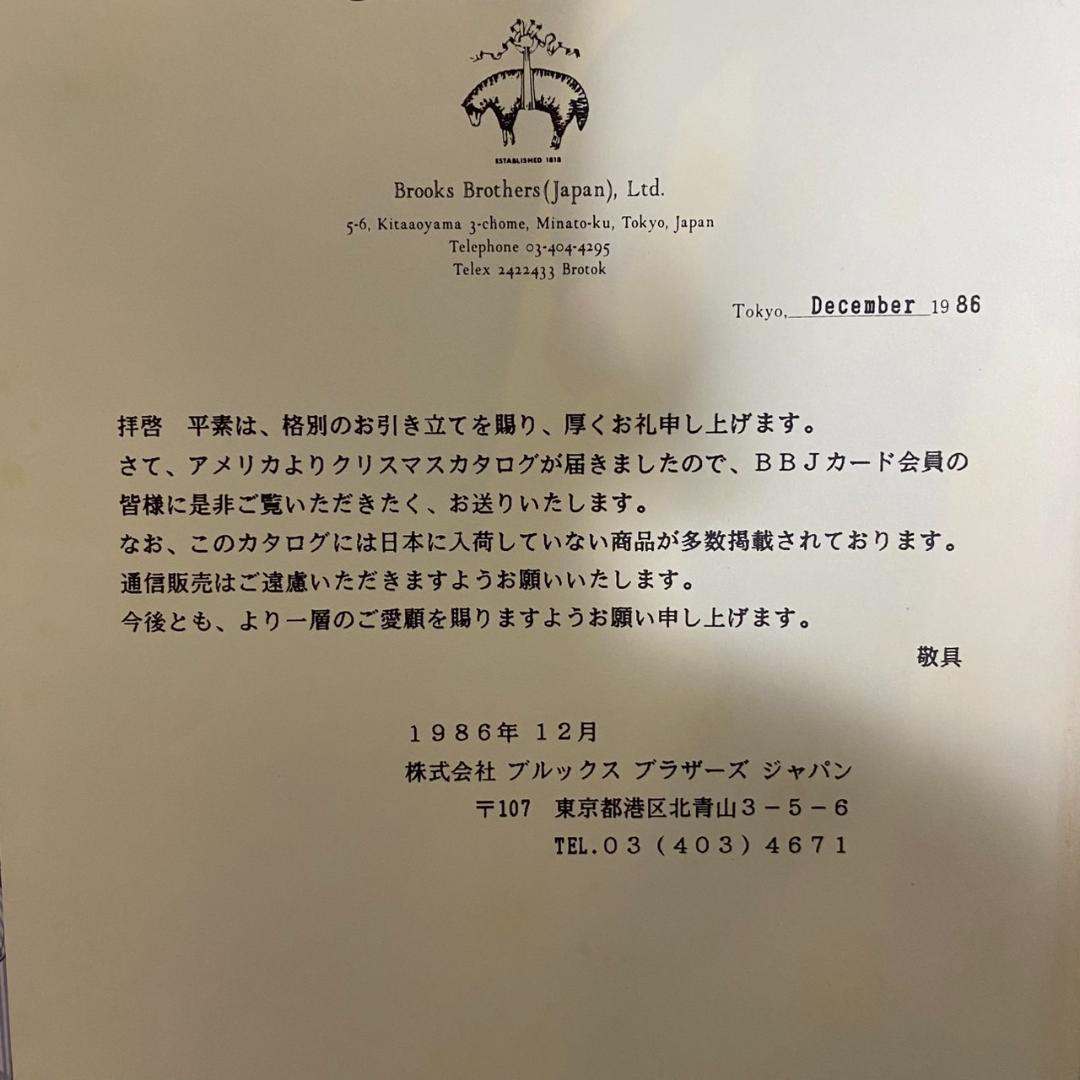 ESTABLISHED 1818
Brooks Brothers(Japan), Ltd.
5-6, Kitaaoyama 3-chome, Minato-ku, Tokyo, Japan
Telephone 03-404-4295
Telex 2422433 Brotok
Tokyo, December 1986
拝啓　平素は、格別のお引き立てを賜り、厚くお礼申し上げます。
さて、アメリカよりクリスマスカタログが届きましたので、ＢＢＪカード会員の
皆様に是非ご覧いただきたく、お送りいたします。
なお、このカタログには日本に入荷していない商品が多数掲載されております。
通信販売はご遠慮いただきますようお願いいたします。
今後とも、より一層のご愛顧を賜りますようお願い申し上げます。
敬具
１９８６年 １２月
株式会社 ブルックス ブラザーズ ジャパン
〒107　東京都港区北青山３－５－６
TEL.０３（４０３）４６７１